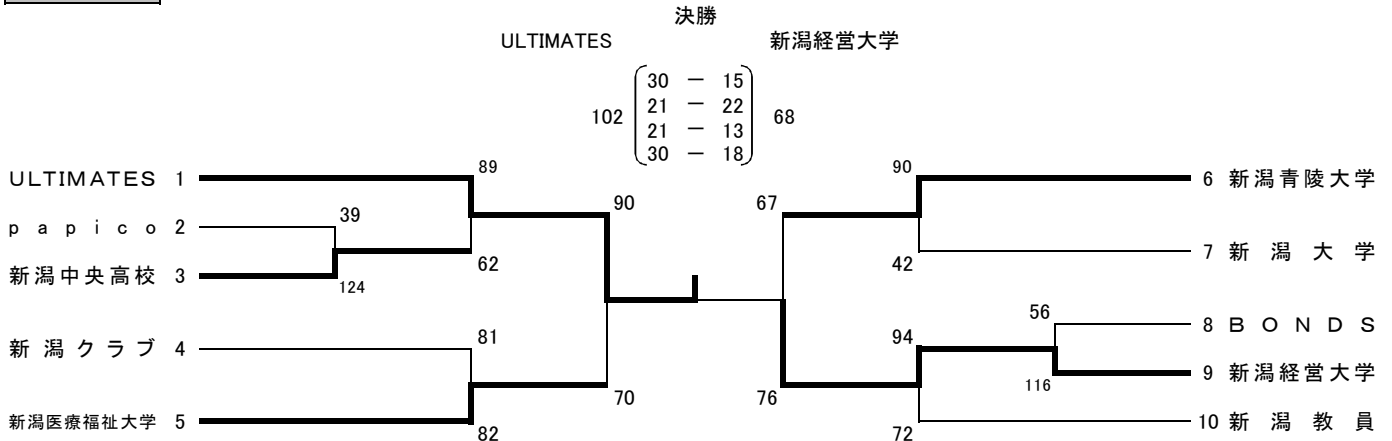 決勝
ULTIMATES 新潟経営大学
30 － 15
21 － 22
102 68
21 － 13
30 － 18
89 90
ULTIMATES 1 6 新潟青陵大学
90 67
papico 2 39
62 42 7 新潟大学
新潟中央高校 3 124
56 8 BONDS
新潟クラブ 4 81 94
116 9 新潟経営大学
70 76
新潟医療福祉大学 5 10 新潟教員
82 72